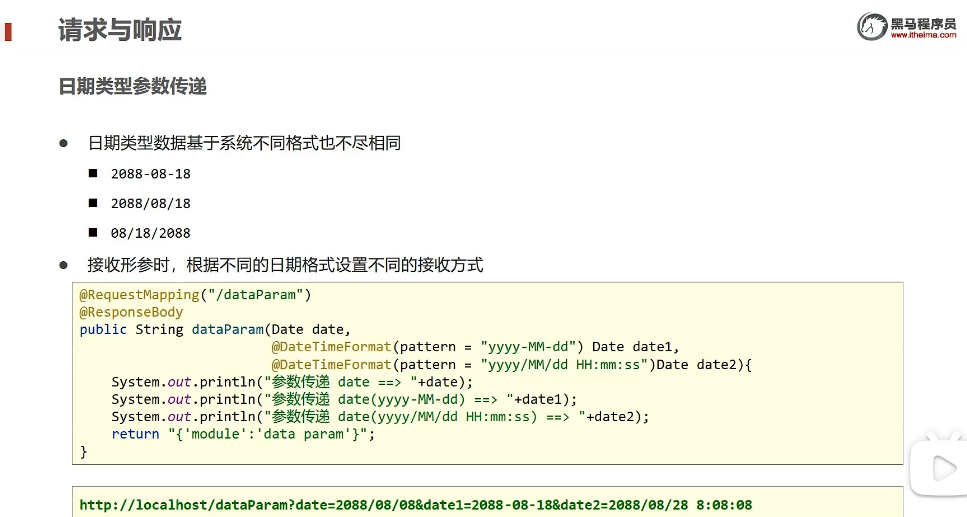 请求与响应
黑马程序员
www.itheima.com
日期类型参数传递
日期类型数据基于系统不同格式也不尽相同
2088-08-18
2088/08/18
08/18/2088
接收形参时，根据不同的日期格式设置不同的接收方式
@RequestMapping("/dataParam")
@ResponseBody
public String dataParam(Date date,
@DateTimeFormat(pattern = "yyyy-MM-dd") Date date1,
@DateTimeFormat(pattern = "yyyy/MM/dd HH:mm:ss")Date date2){
System.out.println("参数传递 date ==> "+date);
System.out.println("参数传递 date(yyyy-MM-dd) ==> "+date1);
System.out.println("参数传递 date(yyyy/MM/dd HH:mm:ss) ==> "+date2);
return "{'module':'data param'}";
}
http://localhost/dataParam?date=2088/08/08&date1=2088-08-18&date2=2088/08/28 8:08:08